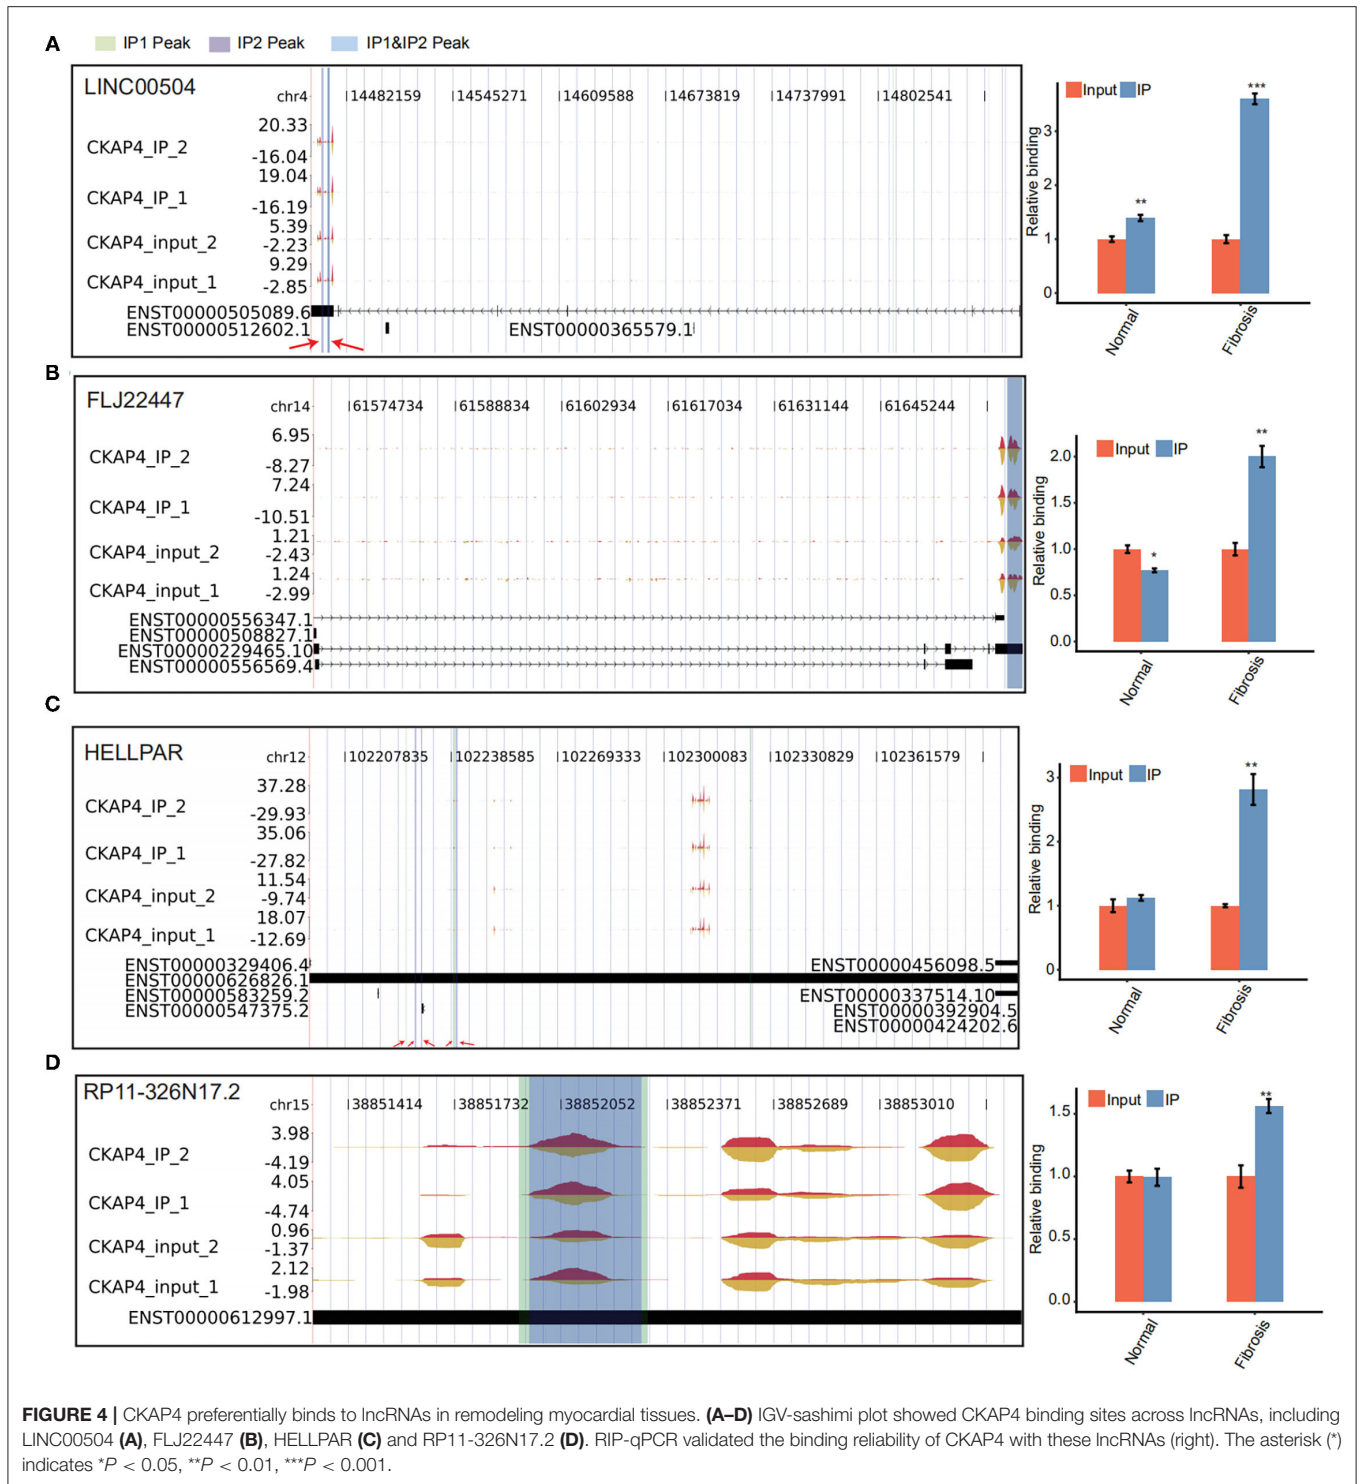 A
IP1 Peak IP2 Peak IP1&IP2 Peak
LINC00504
chr4 |14482159 |14545271 |14609588 |14673819 |14737991 |14802541 |
20.33
CKAP4_IP_2
-16.04
19.04
CKAP4_IP_1
-16.19
5.39
CKAP4_input_2
-2.23
9.29
CKAP4_input_1
-2.85
ENST00000505089.6
ENST00000512602.1 ENST00000365579.1
Input IP
Relative binding
3
2
1
0
** ***
Normal Fibrosis
B
FLJ22447
chr14 |61574734 |61588834 |61602934 |61617034 |61631144 |61645244 |
6.95
CKAP4_IP_2
-8.27
7.24
CKAP4_IP_1
-10.51
1.21
CKAP4_input_2
-2.43
1.24
CKAP4_input_1
-2.99
ENST00000556347.1
ENST00000508827.1
ENST00000229465.10
ENST00000556569.4
Input IP
Relative binding
2.0
1.5
1.0
0.5
0.0
* **
Normal Fibrosis
C
HELLPAR
chr12 |102207835 |102238585 |102269333 |102300083 |102330829 |102361579 |
37.28
CKAP4_IP_2
-29.93
35.06
CKAP4_IP_1
-27.82
11.54
CKAP4_input_2
-9.74
18.07
CKAP4_input_1
-12.69
ENST00000329406.4 ENST00000456098.5
ENST00000626826.1
ENST00000583259.2 ENST00000337514.10
ENST00000547375.2 ENST00000392904.5
ENST00000424202.6
Input IP
Relative binding
3
2
1
0
**
Normal Fibrosis
D
RP11-326N17.2
chr15 |38851414 |38851732 |38852052 |38852371 |38852689 |38853010 |
3.98
CKAP4_IP_2
-4.19
4.05
CKAP4_IP_1
-4.74
0.96
CKAP4_input_2
-1.37
2.12
CKAP4_input_1
-1.98
ENST00000612997.1
Input IP
Relative binding
1.5
1.0
0.5
0.0
**
Normal Fibrosis
FIGURE 4 | CKAP4 preferentially binds to lncRNAs in remodeling myocardial tissues. (A–D) IGV-sashimi plot showed CKAP4 binding sites across lncRNAs, including
LINC00504 (A), FLJ22447 (B), HELLPAR (C) and RP11-326N17.2 (D). RIP-qPCR validated the binding reliability of CKAP4 with these lncRNAs (right). The asterisk (*)
indicates *P < 0.05, **P < 0.01, ***P < 0.001.